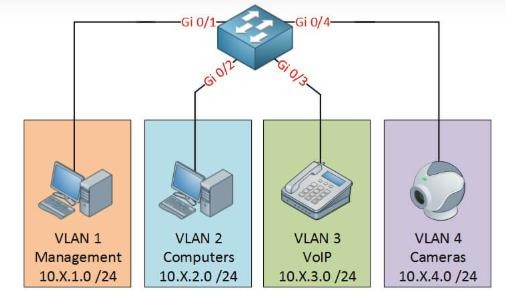 Gi 0/1
Gi 0/4
Gi 0/2
Gi 0/3
VLAN 1
Management
10.X.1.0 /24
VLAN 2
Computers
10.X.2.0 /24
VLAN 3
VoIP
10.X.3.0 /24
VLAN 4
Cameras
10.X.4.0 /24